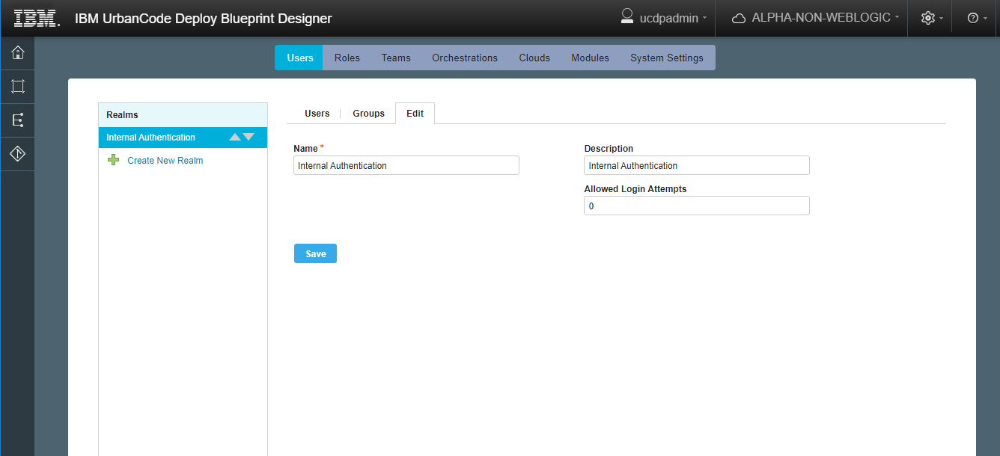 IBM. IBM UrbanCode Deploy Blueprint Designer ucdpadmin ALPHA-NON-WEBLOGIC
Users Roles Teams Orchestrations Clouds Modules System Settings
Realms
Internal Authentication
Create New Realm
Users Groups Edit
Name * Description
Internal Authentication Internal Authentication
Allowed Login Attempts
0
Save